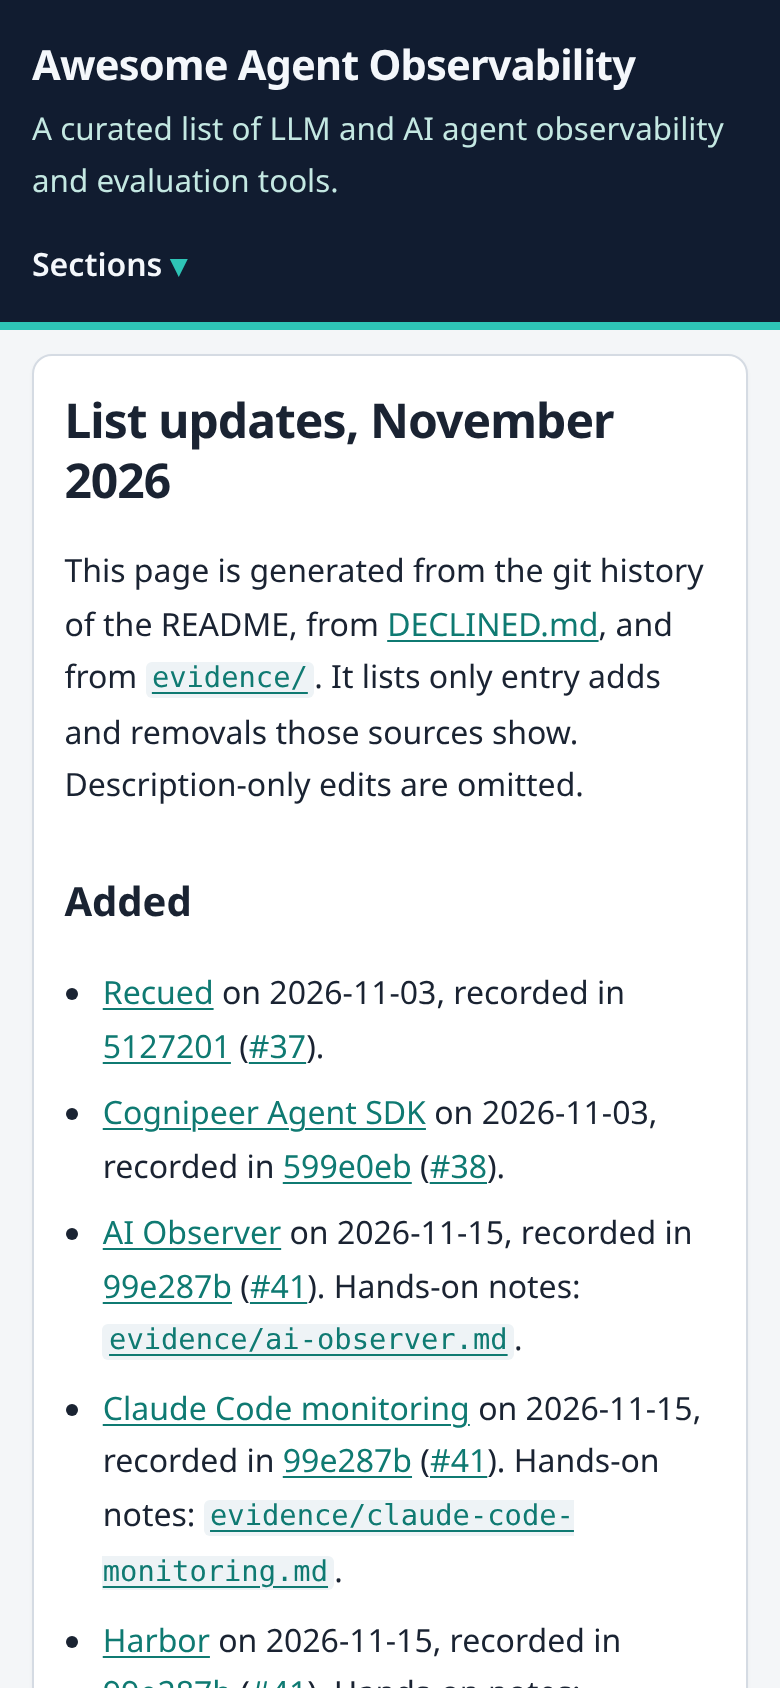 Awesome Agent Observability
A curated list of LLM and AI agent observability
and evaluation tools.
Sections ▾
List updates, November
2026
This page is generated from the git history
of the README, from DECLINED.md, and
from evidence/. It lists only entry adds
and removals those sources show.
Description-only edits are omitted.
Added
• Recued on 2026-11-03, recorded in
5127201 (#37).
• Cognipeer Agent SDK on 2026-11-03,
recorded in 599e0eb (#38).
• AI Observer on 2026-11-15, recorded in
99e287b (#41). Hands-on notes:
evidence/ai-observer.md.
• Claude Code monitoring on 2026-11-15,
recorded in 99e287b (#41). Hands-on
notes: evidence/claude-code-
monitoring.md.
• Harbor on 2026-11-15, recorded in
99e287b (#41). Hands-on notes: